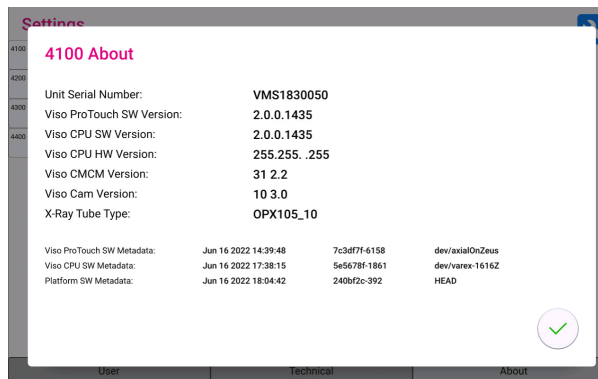 Settings
4100
4200
4300
4400
4100 About
Unit Serial Number: VMS1830050
Viso ProTouch SW Version: 2.0.0.1435
Viso CPU SW Version: 2.0.0.1435
Viso CPU HW Version: 255.255. .255
Viso CMCM Version: 31 2.2
Viso Cam Version: 10 3.0
X-Ray Tube Type: OPX105_10
Viso ProTouch SW Metadata: Jun 16 2022 14:39:48 7c3df7f-6158 dev/axialOnZeus
Viso CPU SW Metadata: Jun 16 2022 17:38:15 5e5678f-1861 dev/varex-1616Z
Platform SW Metadata: Jun 16 2022 18:04:42 240bf2c-392 HEAD
User Technical About